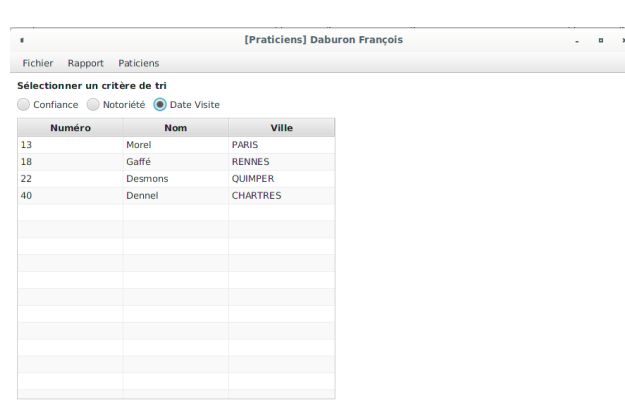 [Praticiens] Daburon François
Fichier Rapport Paticiens
Sélectionner un critère de tri
Confiance Notoriété Date Visite
Numéro Nom Ville
13 Morel PARIS
18 Gaffé RENNES
22 Desmons QUIMPER
40 Dennel CHARTRES